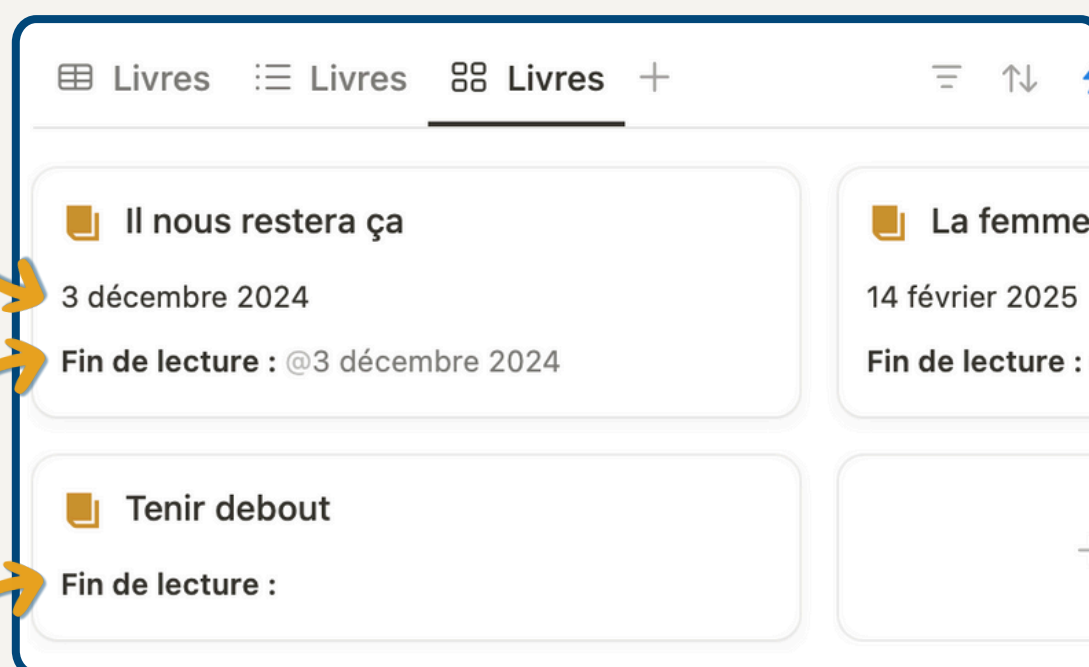 Livres Livres Livres
Il nous restera ça
3 décembre 2024
Fin de lecture : @3 décembre 2024
La femme
14 février 2025
Fin de lecture :
Tenir debout
Fin de lecture :